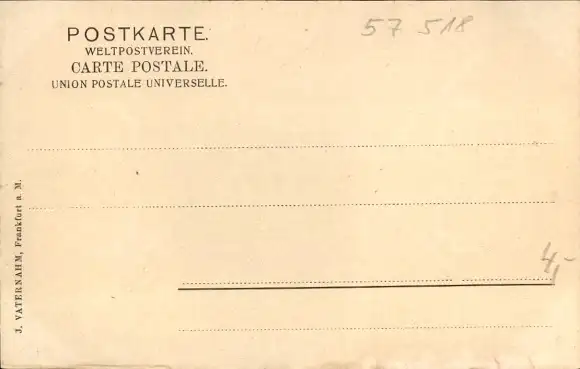 POSTKARTE.
WELTPOSTVEREIN.
CARTE POSTALE.
UNION POSTALE UNIVERSELLE.
57 518
J. VATERNAHM, Frankfurt a. M.
4,-